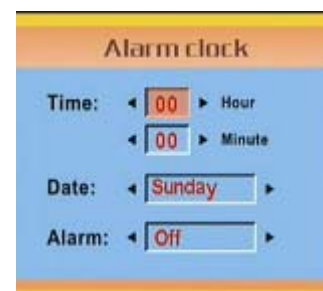 Alarm clock
Time: 00 Hour
00 Minute
Date: Sunday
Alarm: Off